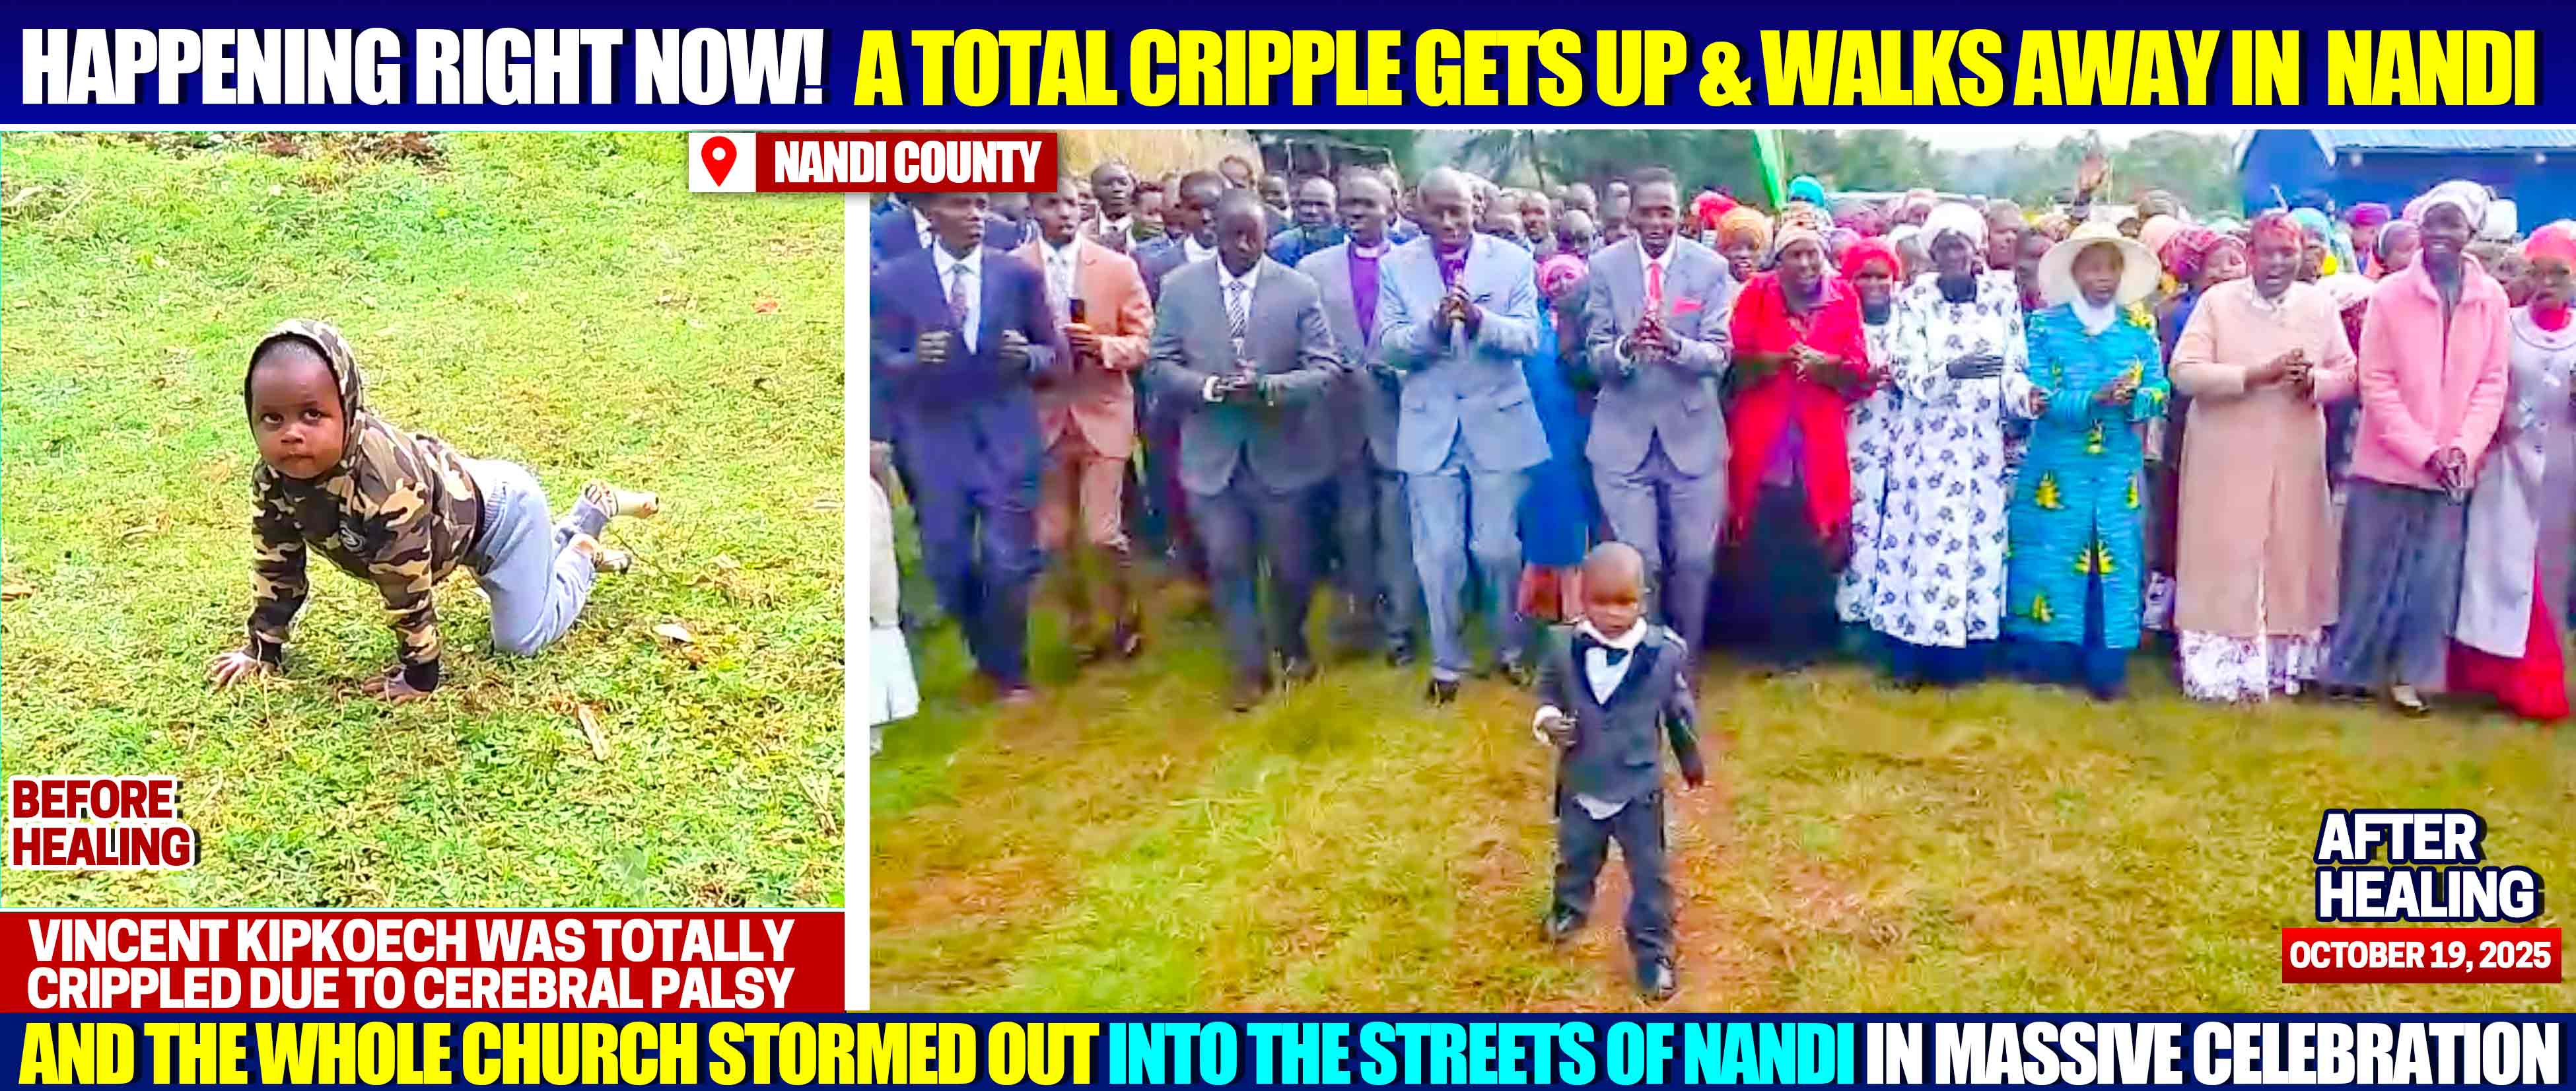 HAPPENING RIGHT NOW! A TOTAL CRIPPLE GETS UP & WALKS AWAY IN NANDI
NANDI COUNTY
BEFORE
HEALING
VINCENT KIPKOECH WAS TOTALLY
CRIPPLED DUE TO CEREBRAL PALSY
AFTER
HEALING
OCTOBER 19, 2025
AND THE WHOLE CHURCH STORMED OUT INTO THE STREETS OF NANDI IN MASSIVE CELEBRATION